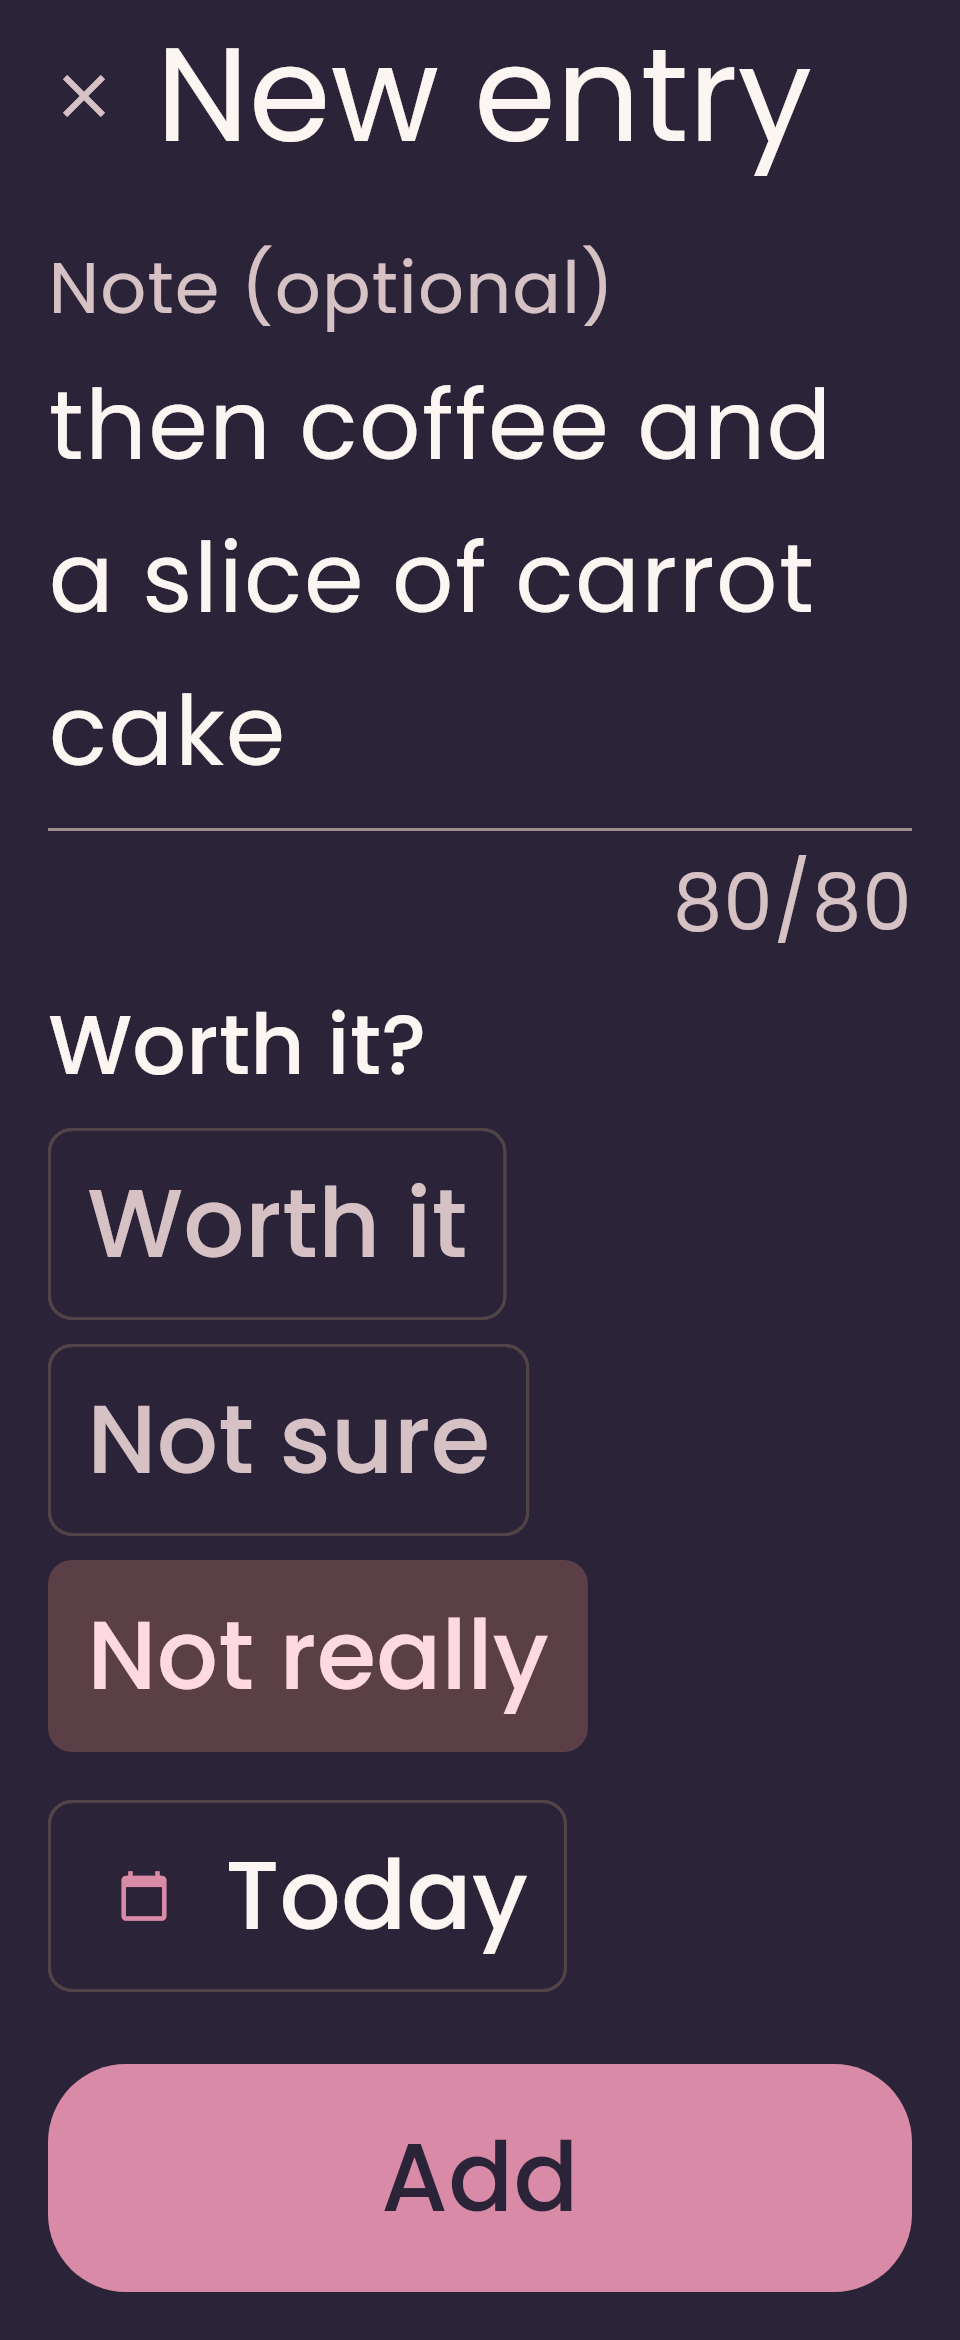 New entry
Note (optional)
then coffee and
a slice of carrot
cake
80/80
Worth it?
Worth it
Not sure
Not really
Today
Add